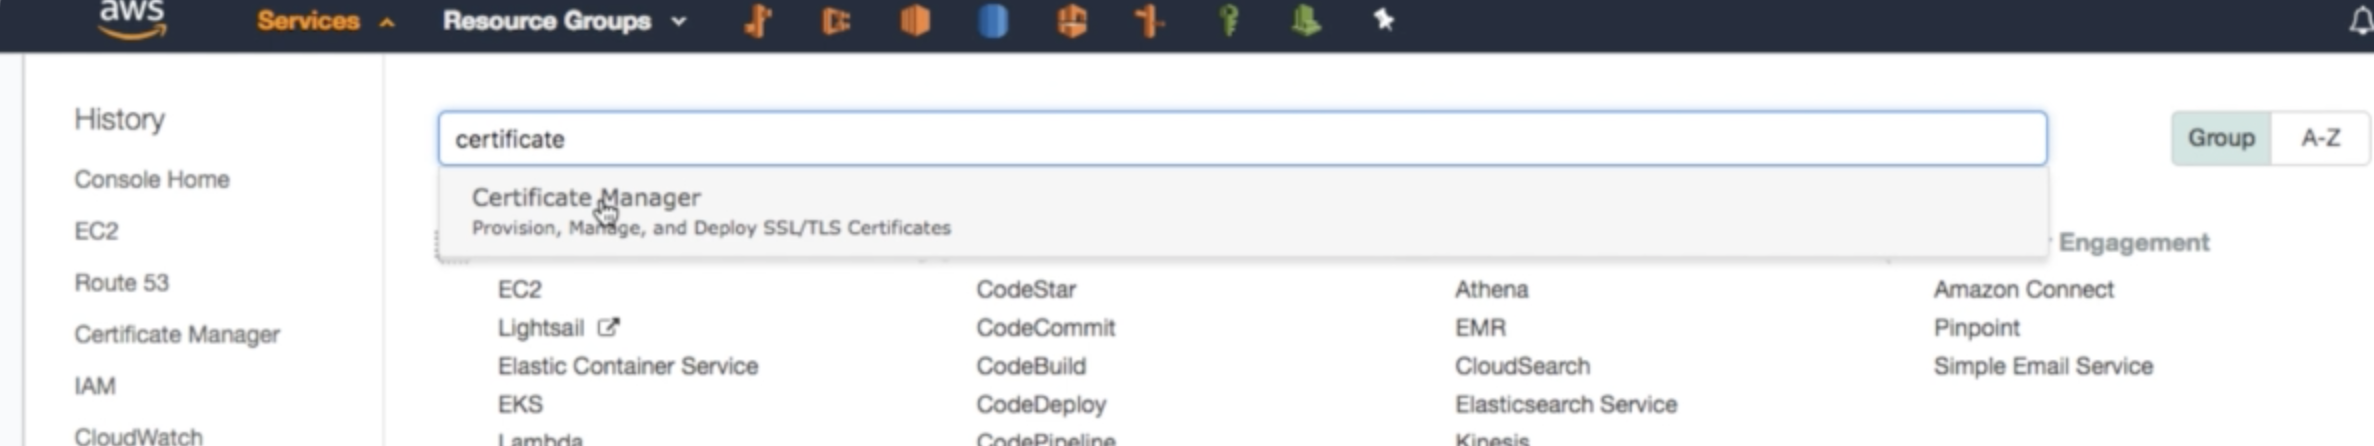 aws
Services
Resource Groups
History
Console Home
EC2
Route 53
Certificate Manager
IAM
CloudWatch
certificate
Group
A-Z
Certificate Manager
Provision, Manage, and Deploy SSL/TLS Certificates
Engagement
EC2
Lightsail
Elastic Container Service
EKS
Lambda
CodeStar
CodeCommit
CodeBuild
CodeDeploy
CodePipeline
Athena
EMR
CloudSearch
Elasticsearch Service
Kinesis
Amazon Connect
Pinpoint
Simple Email Service